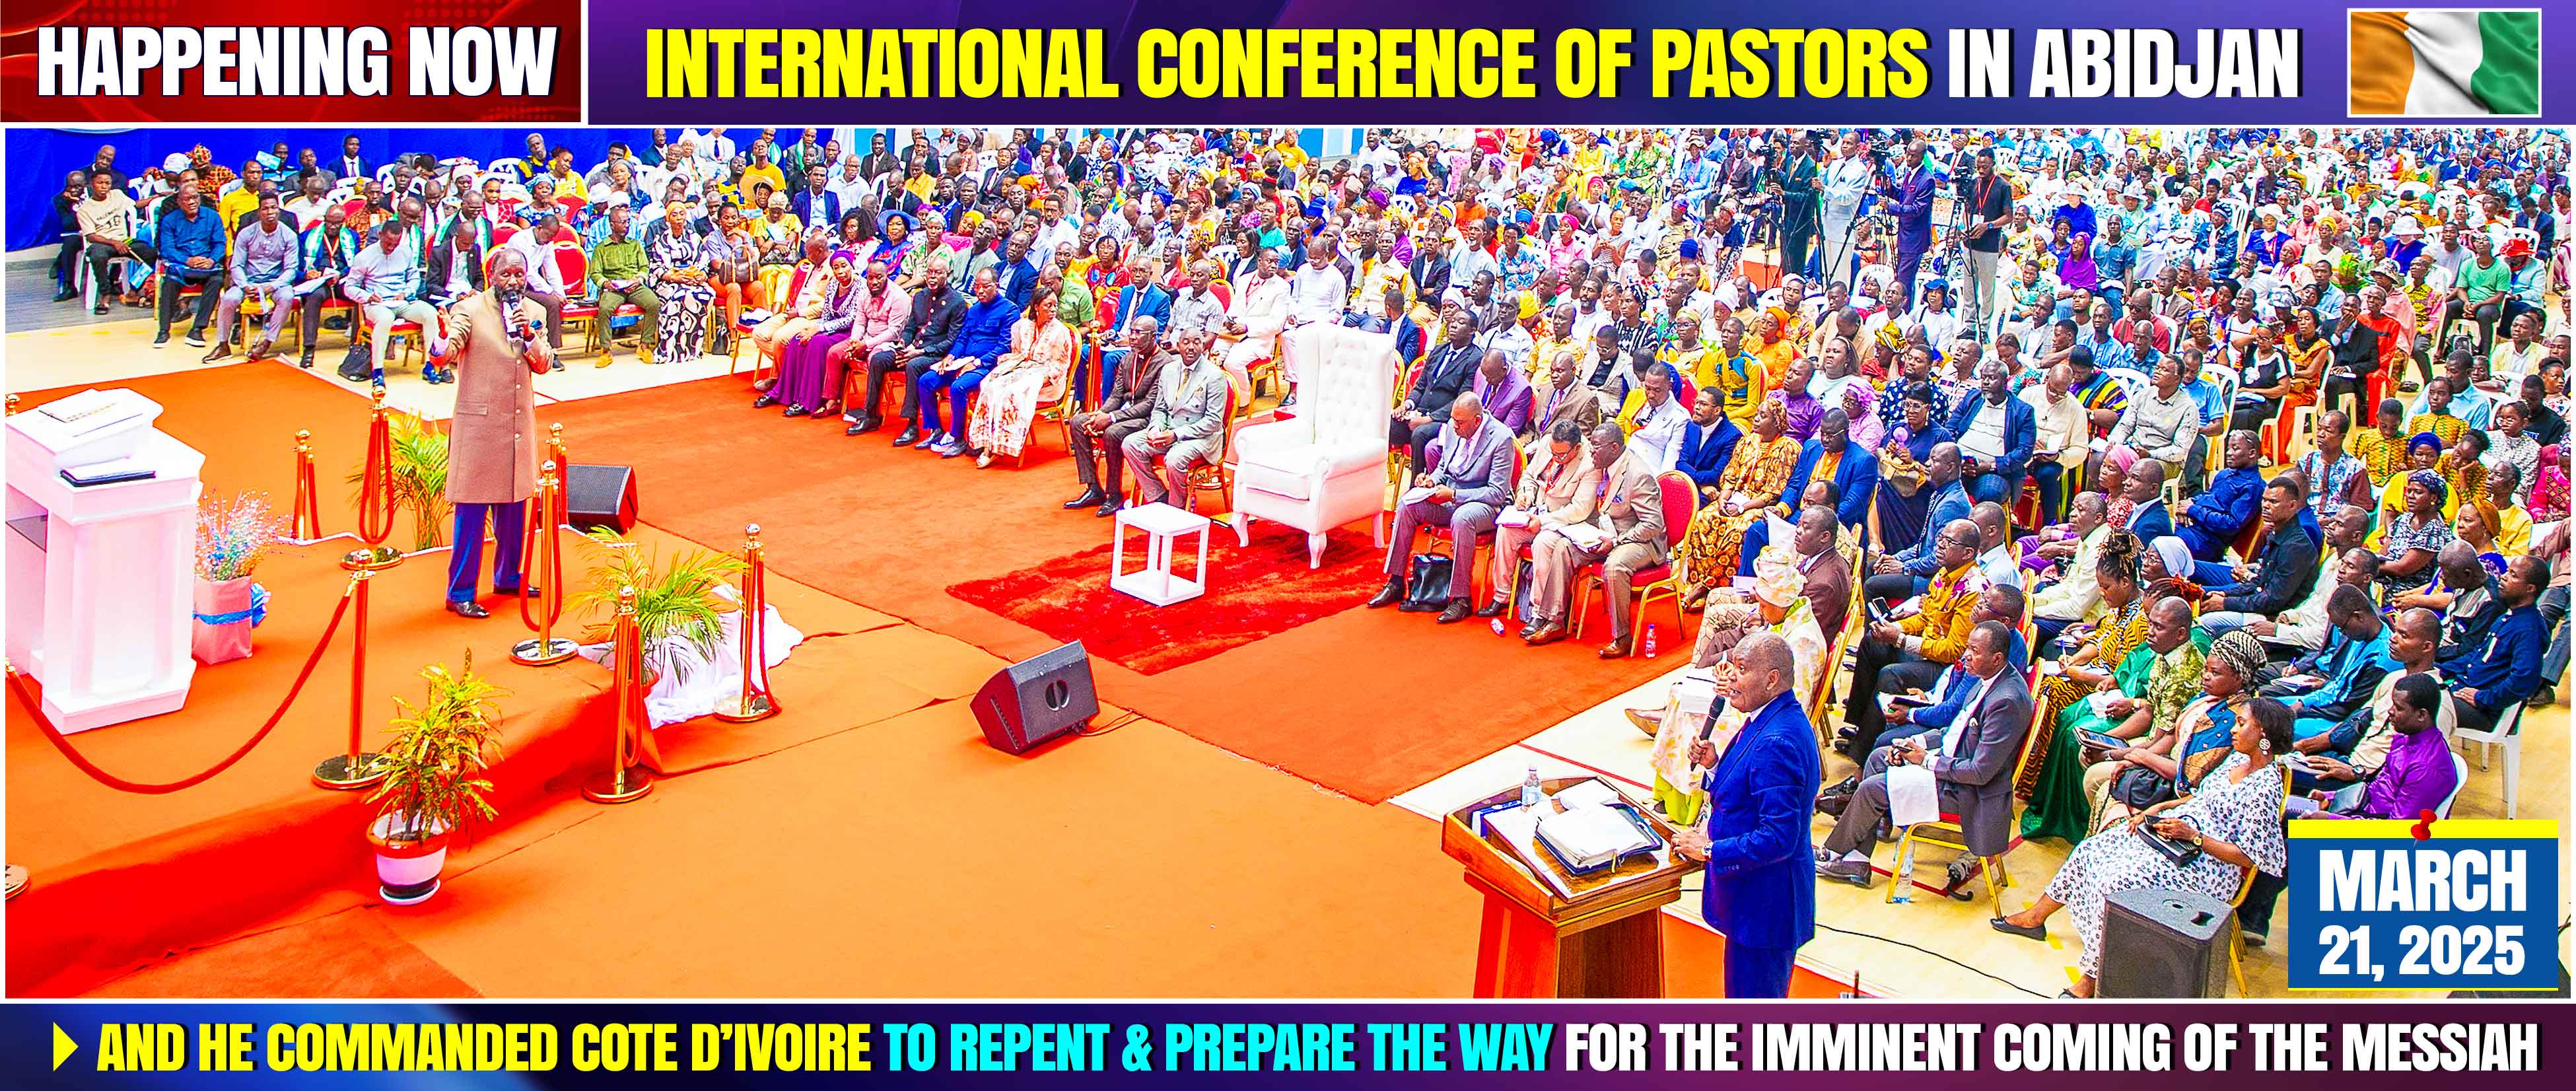 HAPPENING NOW
INTERNATIONAL CONFERENCE OF PASTORS IN ABIDJAN
MARCH
21, 2025
AND HE COMMANDED COTE D'IVOIRE TO REPENT & PREPARE THE WAY FOR THE IMMINENT COMING OF THE MESSIAH